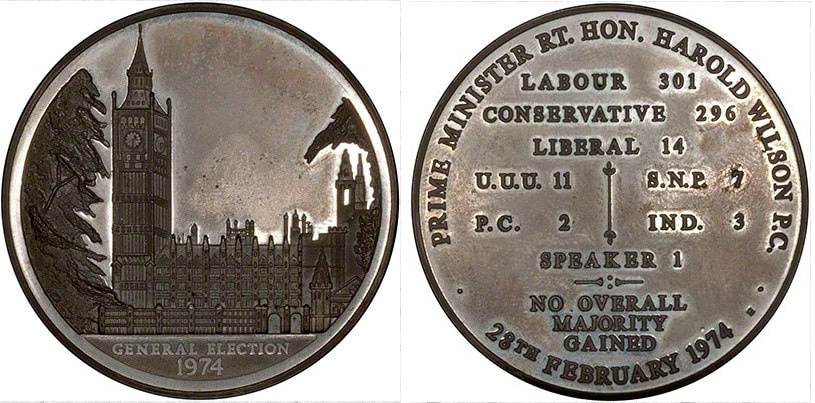 GENERAL ELECTION
1974
PRIME MINISTER RT. HON. HAROLD WILSON P.C.
LABOUR 301
CONSERVATIVE 296
LIBERAL 14
U.U.U. 11 S.N.P. 7
P.C. 2 IND. 3
SPEAKER 1
NO OVERALL
MAJORITY
GAINED
28TH FEBRUARY 1974